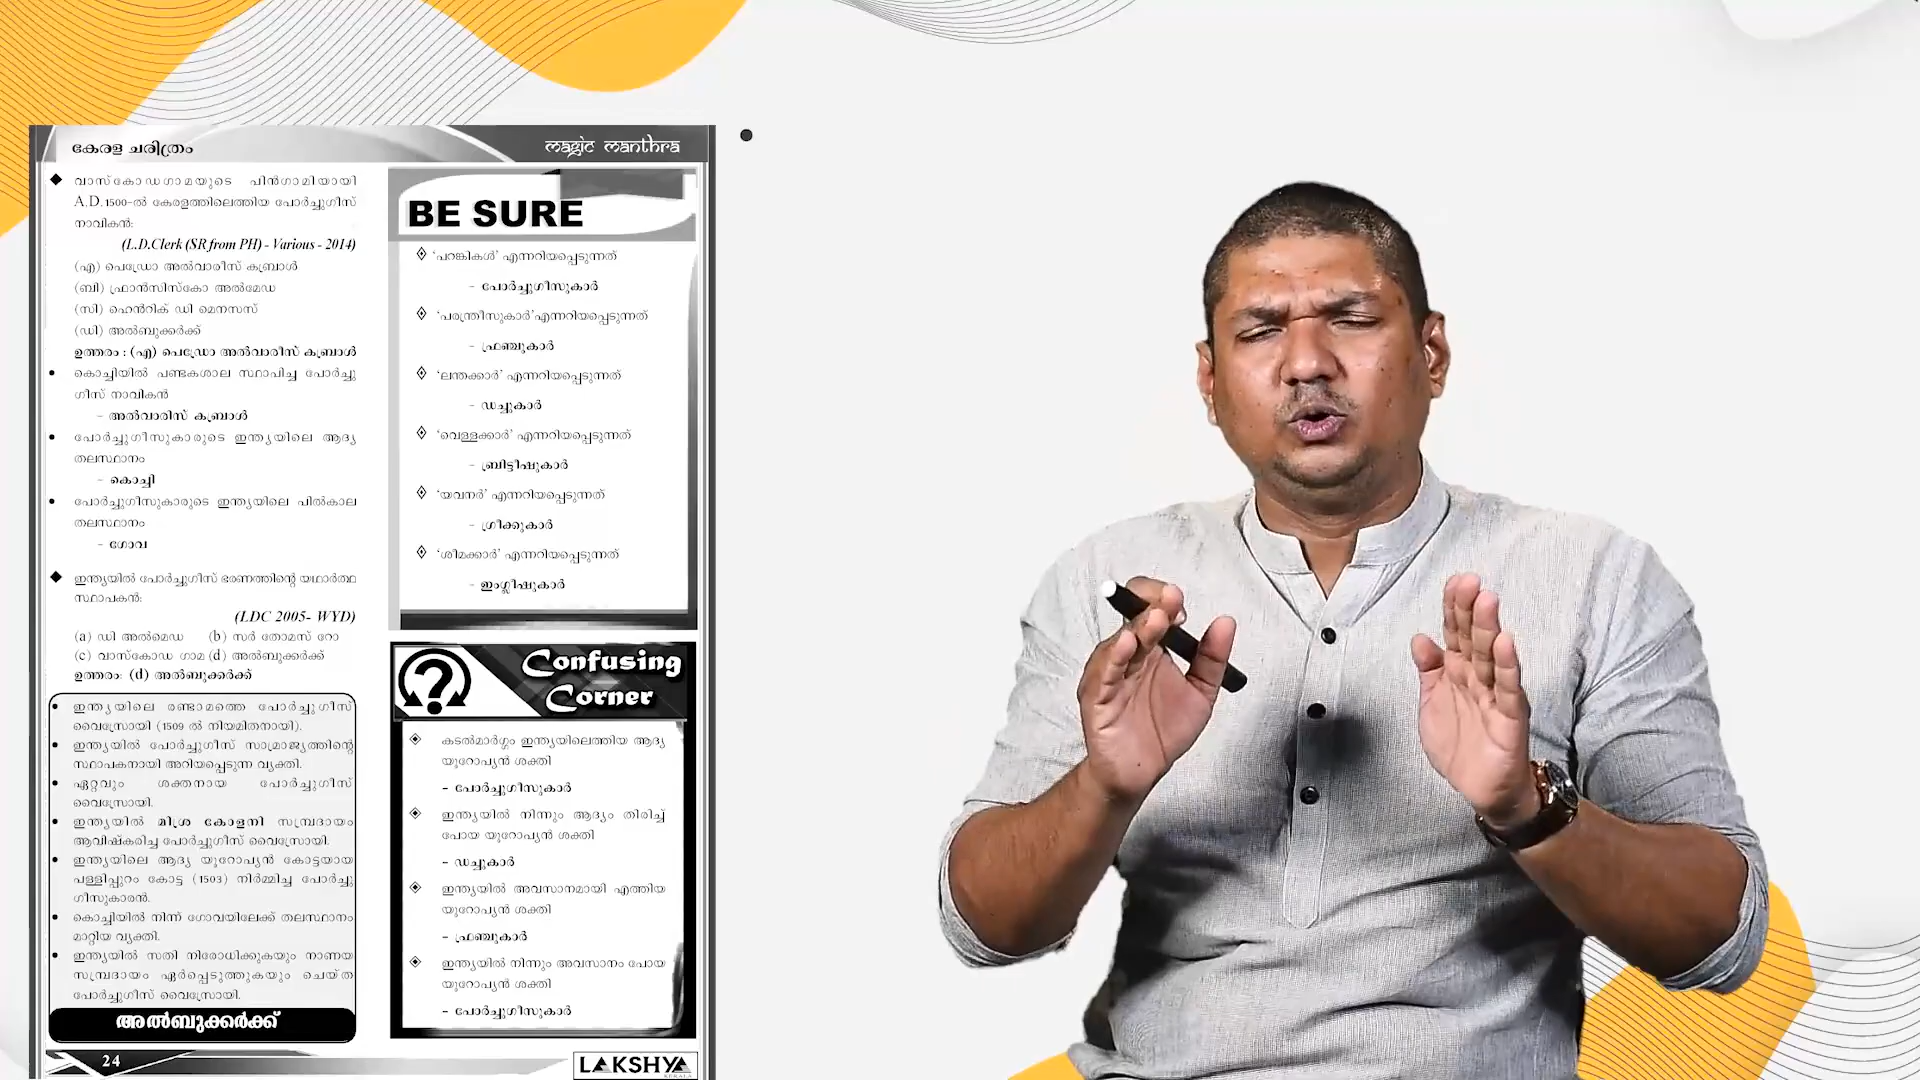 കേരള ചരിത്രം
magic manthra
വാസ്കോഡഗാമയുടെ പിൻഗാമിയായി
A.D. 1500-ൽ കേരളത്തിലെത്തിയ പോർച്ചുഗീസ്
നാവികൻ:
(L.D.Clerk (SR from PH) - Various - 2014)
(എ) പെഡ്രോ അൽവാരീസ് കബ്രാൾ
(ബി) ഫ്രാൻസിസ്കോ അൽമേഡ
(സി) ഹെൻറിക് ഡി മെനസസ്
(ഡി) അൽബുക്കർക്ക്
ഉത്തരം : (എ) പെഡ്രോ അൽവാരീസ് കബ്രാൾ
കൊച്ചിയിൽ പണ്ടകശാല സ്ഥാപിച്ച പോർച്ചു
ഗീസ് നാവികൻ
- അൽവാരിസ് കബ്രാൾ
പോർച്ചുഗീസുകാരുടെ ഇന്ത്യയിലെ ആദ്യ
തലസ്ഥാനം
- കൊച്ചി
പോർച്ചുഗീസുകാരുടെ ഇന്ത്യയിലെ പിൽകാല
തലസ്ഥാനം
- ഗോവ
ഇന്ത്യയിൽ പോർച്ചുഗീസ് ഭരണത്തിന്റെ യഥാർത്ഥ
സ്ഥാപകൻ:
(LDC 2005- WYD)
(a) ഡി അൽമെഡ (b) സർ തോമസ് റോ
(c) വാസ്കോഡ ഗാമ (d) അൽബുക്കർക്ക്
ഉത്തരം: (d) അൽബുക്കർക്ക്
ഇന്ത്യയിലെ രണ്ടാമത്തെ പോർച്ചുഗീസ്
വൈസ്രോയി (1509 ൽ നിയമിതനായി).
ഇന്ത്യയിൽ പോർച്ചുഗീസ് സാമ്രാജ്യത്തിന്റെ
സ്ഥാപകനായി അറിയപ്പെടുന്ന വ്യക്തി.
ഏറ്റവും ശക്തനായ പോർച്ചുഗീസ്
വൈസ്രോയി.
ഇന്ത്യയിൽ മിശ്ര കോളനി സമ്പ്രദായം
ആവിഷ്കരിച്ച പോർച്ചുഗീസ് വൈസ്രോയി.
ഇന്ത്യയിലെ ആദ്യ യൂറോപ്യൻ കോട്ടയായ
പള്ളിപ്പുറം കോട്ട (1503) നിർമ്മിച്ച പോർച്ചു
ഗീസുകാരൻ.
കൊച്ചിയിൽ നിന്ന് ഗോവയിലേക്ക് തലസ്ഥാനം
മാറ്റിയ വ്യക്തി.
ഇന്ത്യയിൽ സതി നിരോധിക്കുകയും നാണയ
സമ്പ്രദായം ഏർപ്പെടുത്തുകയും ചെയ്ത
പോർച്ചുഗീസ് വൈസ്രോയി.
അൽബുക്കർക്ക്
24
BE SURE
'പറങ്കികൾ' എന്നറിയപ്പെടുന്നത്
- പോർച്ചുഗീസുകാർ
'പരന്ത്രീസുകാർ'എന്നറിയപ്പെടുന്നത്
- ഫ്രഞ്ചുകാർ
'ലന്തക്കാർ' എന്നറിയപ്പെടുന്നത്
- ഡച്ചുകാർ
'വെള്ളക്കാർ' എന്നറിയപ്പെടുന്നത്
- ബ്രിട്ടീഷുകാർ
'യവനർ' എന്നറിയപ്പെടുന്നത്
- ഗ്രീക്കുകാർ
'ശീമക്കാർ' എന്നറിയപ്പെടുന്നത്
- ഇംഗ്ലീഷുകാർ
Confusing
Corner
കടൽമാർഗ്ഗം ഇന്ത്യയിലെത്തിയ ആദ്യ
യൂറോപ്യൻ ശക്തി
- പോർച്ചുഗീസുകാർ
ഇന്ത്യയിൽ നിന്നും ആദ്യം തിരിച്ച്
പോയ യൂറോപ്യൻ ശക്തി
- ഡച്ചുകാർ
ഇന്ത്യയിൽ അവസാനമായി എത്തിയ
യൂറോപ്യൻ ശക്തി
- ഫ്രഞ്ചുകാർ
ഇന്ത്യയിൽ നിന്നും അവസാനം പോയ
യൂറോപ്യൻ ശക്തി
- പോർച്ചുഗീസുകാർ
LAKSHYA
KERALA